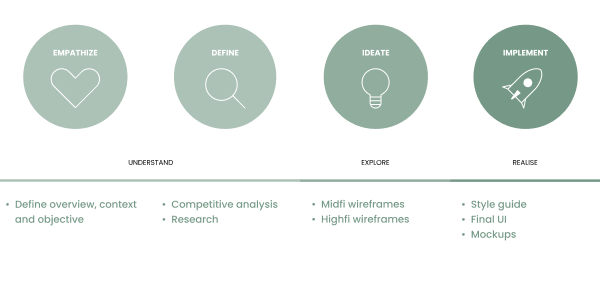 EMPATHIZE
DEFINE
IDEATE
IMPLEMENT
UNDERSTAND
EXPLORE
REALISE
• Define overview, context
and objective
• Competitive analysis
• Research
• Midfi wireframes
• Highfi wireframes
• Style guide
• Final UI
• Mockups